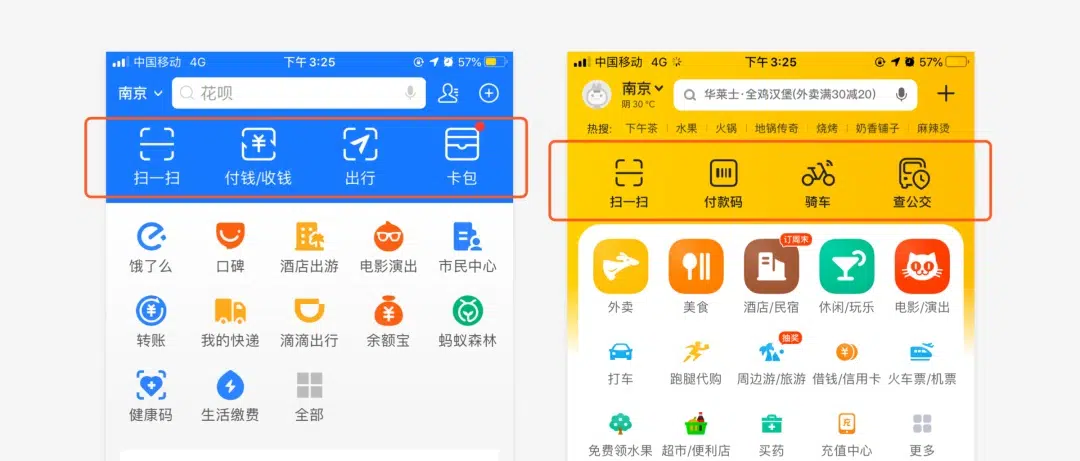 中国移动 4G 下午3:25 57%
南京 花呗
扫一扫 付钱/收钱 出行 卡包
饿了么 口碑 酒店出游 电影演出 市民中心
转账 我的快递 滴滴出行 余额宝 蚂蚁森林
健康码 生活缴费 全部
中国移动 4G 下午3:25 57%
南京 华莱士·全鸡汉堡(外卖满30减20)
阴 30 °C
热搜: 下午茶 水果 火锅 地锅传奇 烧烤 奶香铺子 麻辣烫
扫一扫 付款码 骑车 查公交
订周末
外卖 美食 酒店/民宿 休闲/玩乐 电影/演出
抽奖
打车 跑腿代购 周边游/旅游 借钱/信用卡 火车票/机票
充
免费领水果 超市/便利店 买药 充值中心 更多